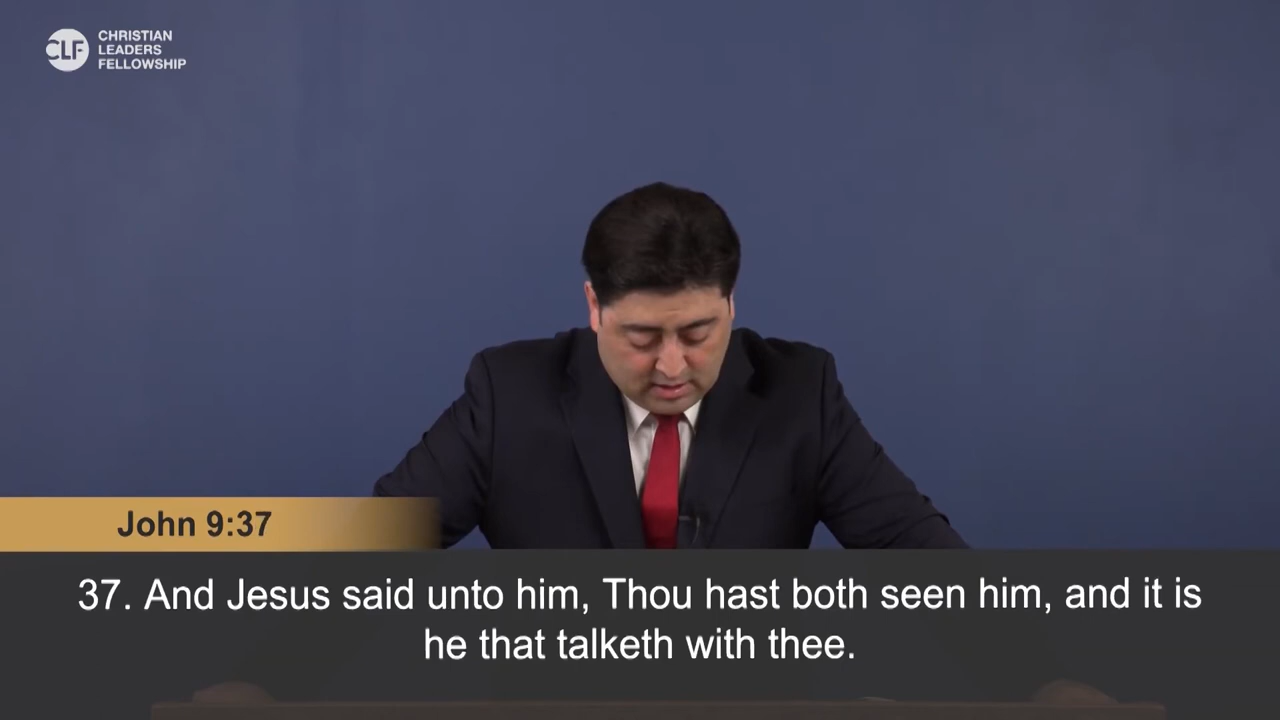 CLF
CHRISTIAN
LEADERS
FELLOWSHIP
John 9:37
37. And Jesus said unto him, Thou hast both seen him, and it is
he that talketh with thee.